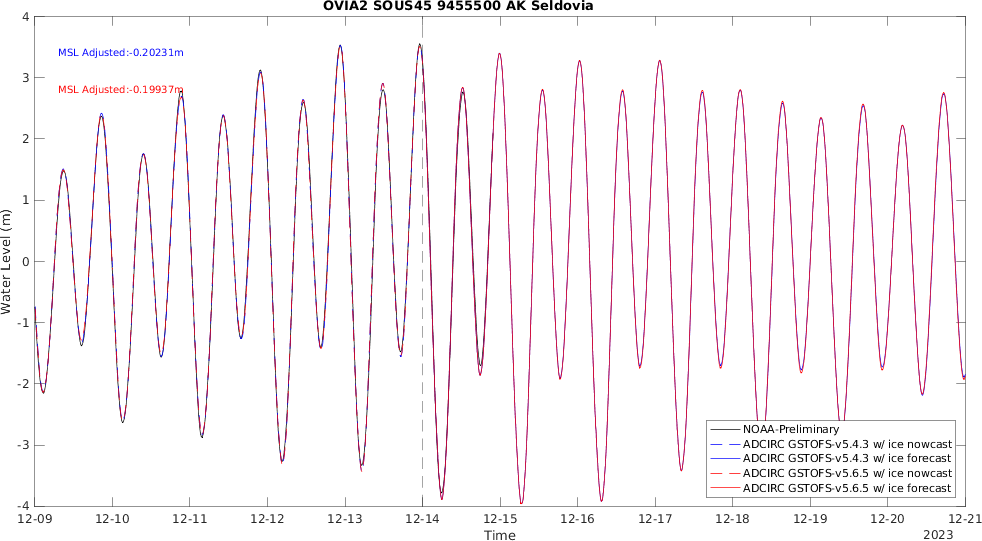 OVIA2 SOUS45 9455500 AK Seldovia
MSL Adjusted:-0.20231m
MSL Adjusted:-0.19937m
Water Level (m)
4
3
2
1
0
-1
-2
-3
-4
NOAA-Preliminary
ADCIRC GSTOFS-v5.4.3 w/ ice nowcast
ADCIRC GSTOFS-v5.4.3 w/ ice forecast
ADCIRC GSTOFS-v5.6.5 w/ ice nowcast
ADCIRC GSTOFS-v5.6.5 w/ ice forecast
12-09 12-10 12-11 12-12 12-13 12-14 12-15 12-16 12-17 12-18 12-19 12-20 12-21
Time
2023